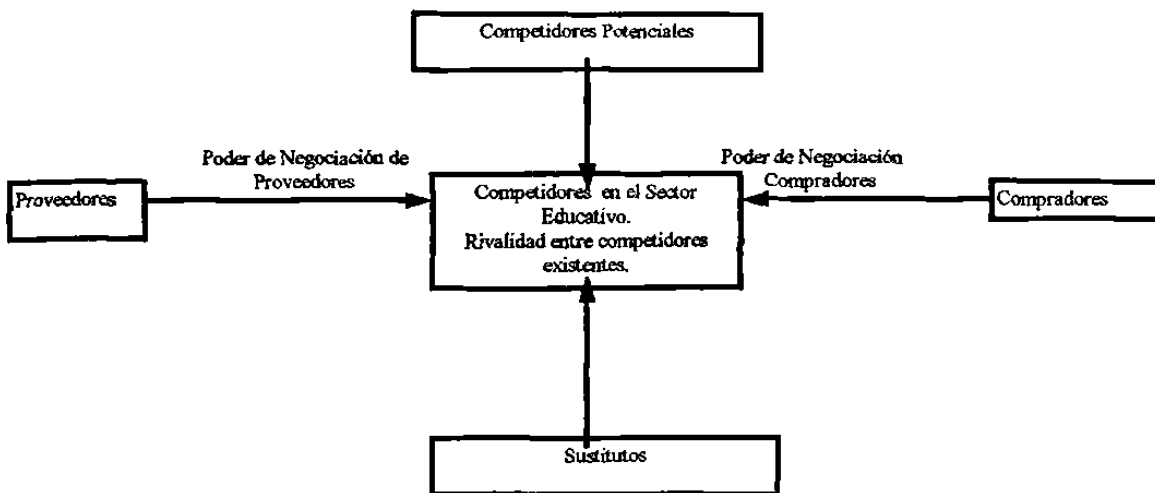 Competidores Potenciales
Poder de Negociación de
Proveedores
Poder de Negociación
Compradores
Proveedores
Competidores en el Sector
Educativo.
Rivalidad entre competidores
existentes.
Compradores
Sustitutos